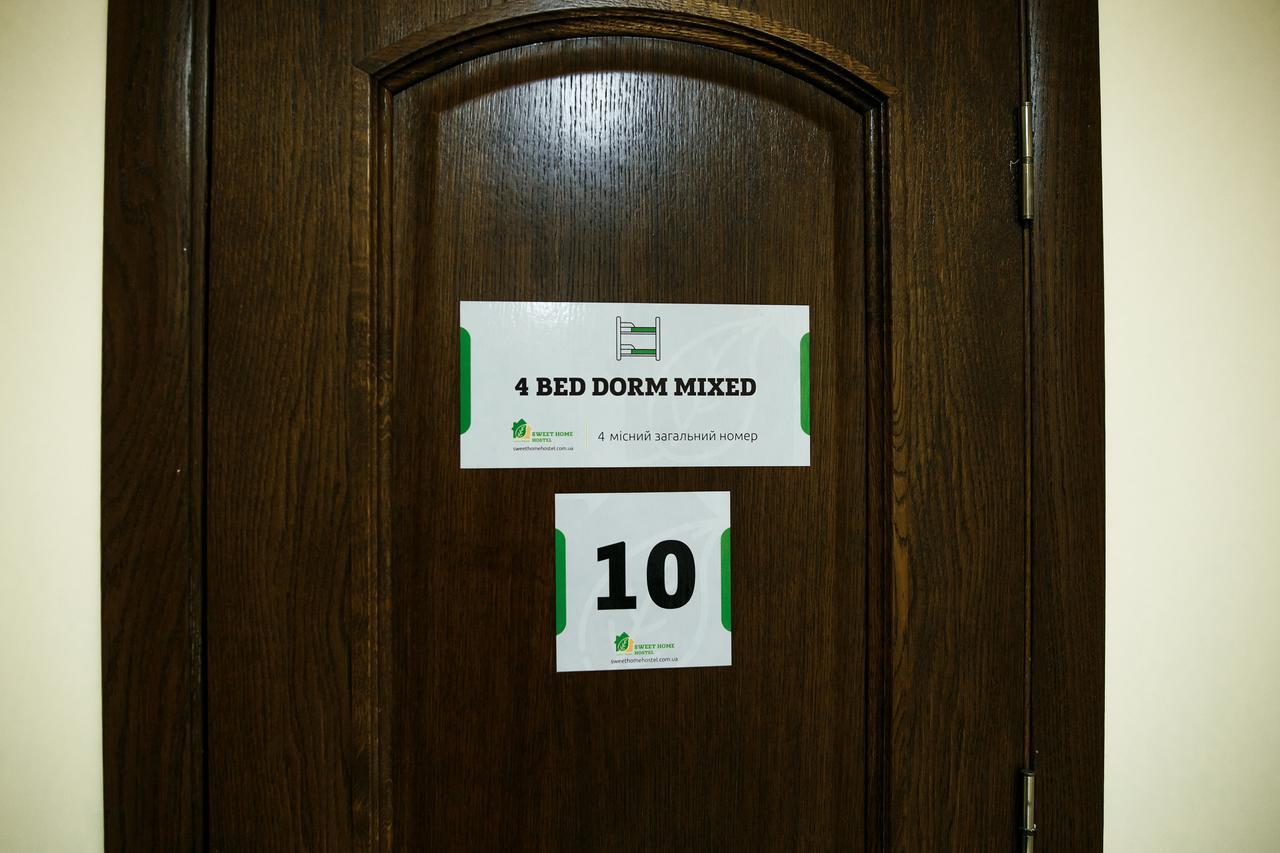 4 BED DORM MIXED
SWEET HOME
HOSTEL
sweethomehostel.com.ua
4 місний загальний номер
10
SWEET HOME
HOSTEL
sweethomehostel.com.ua